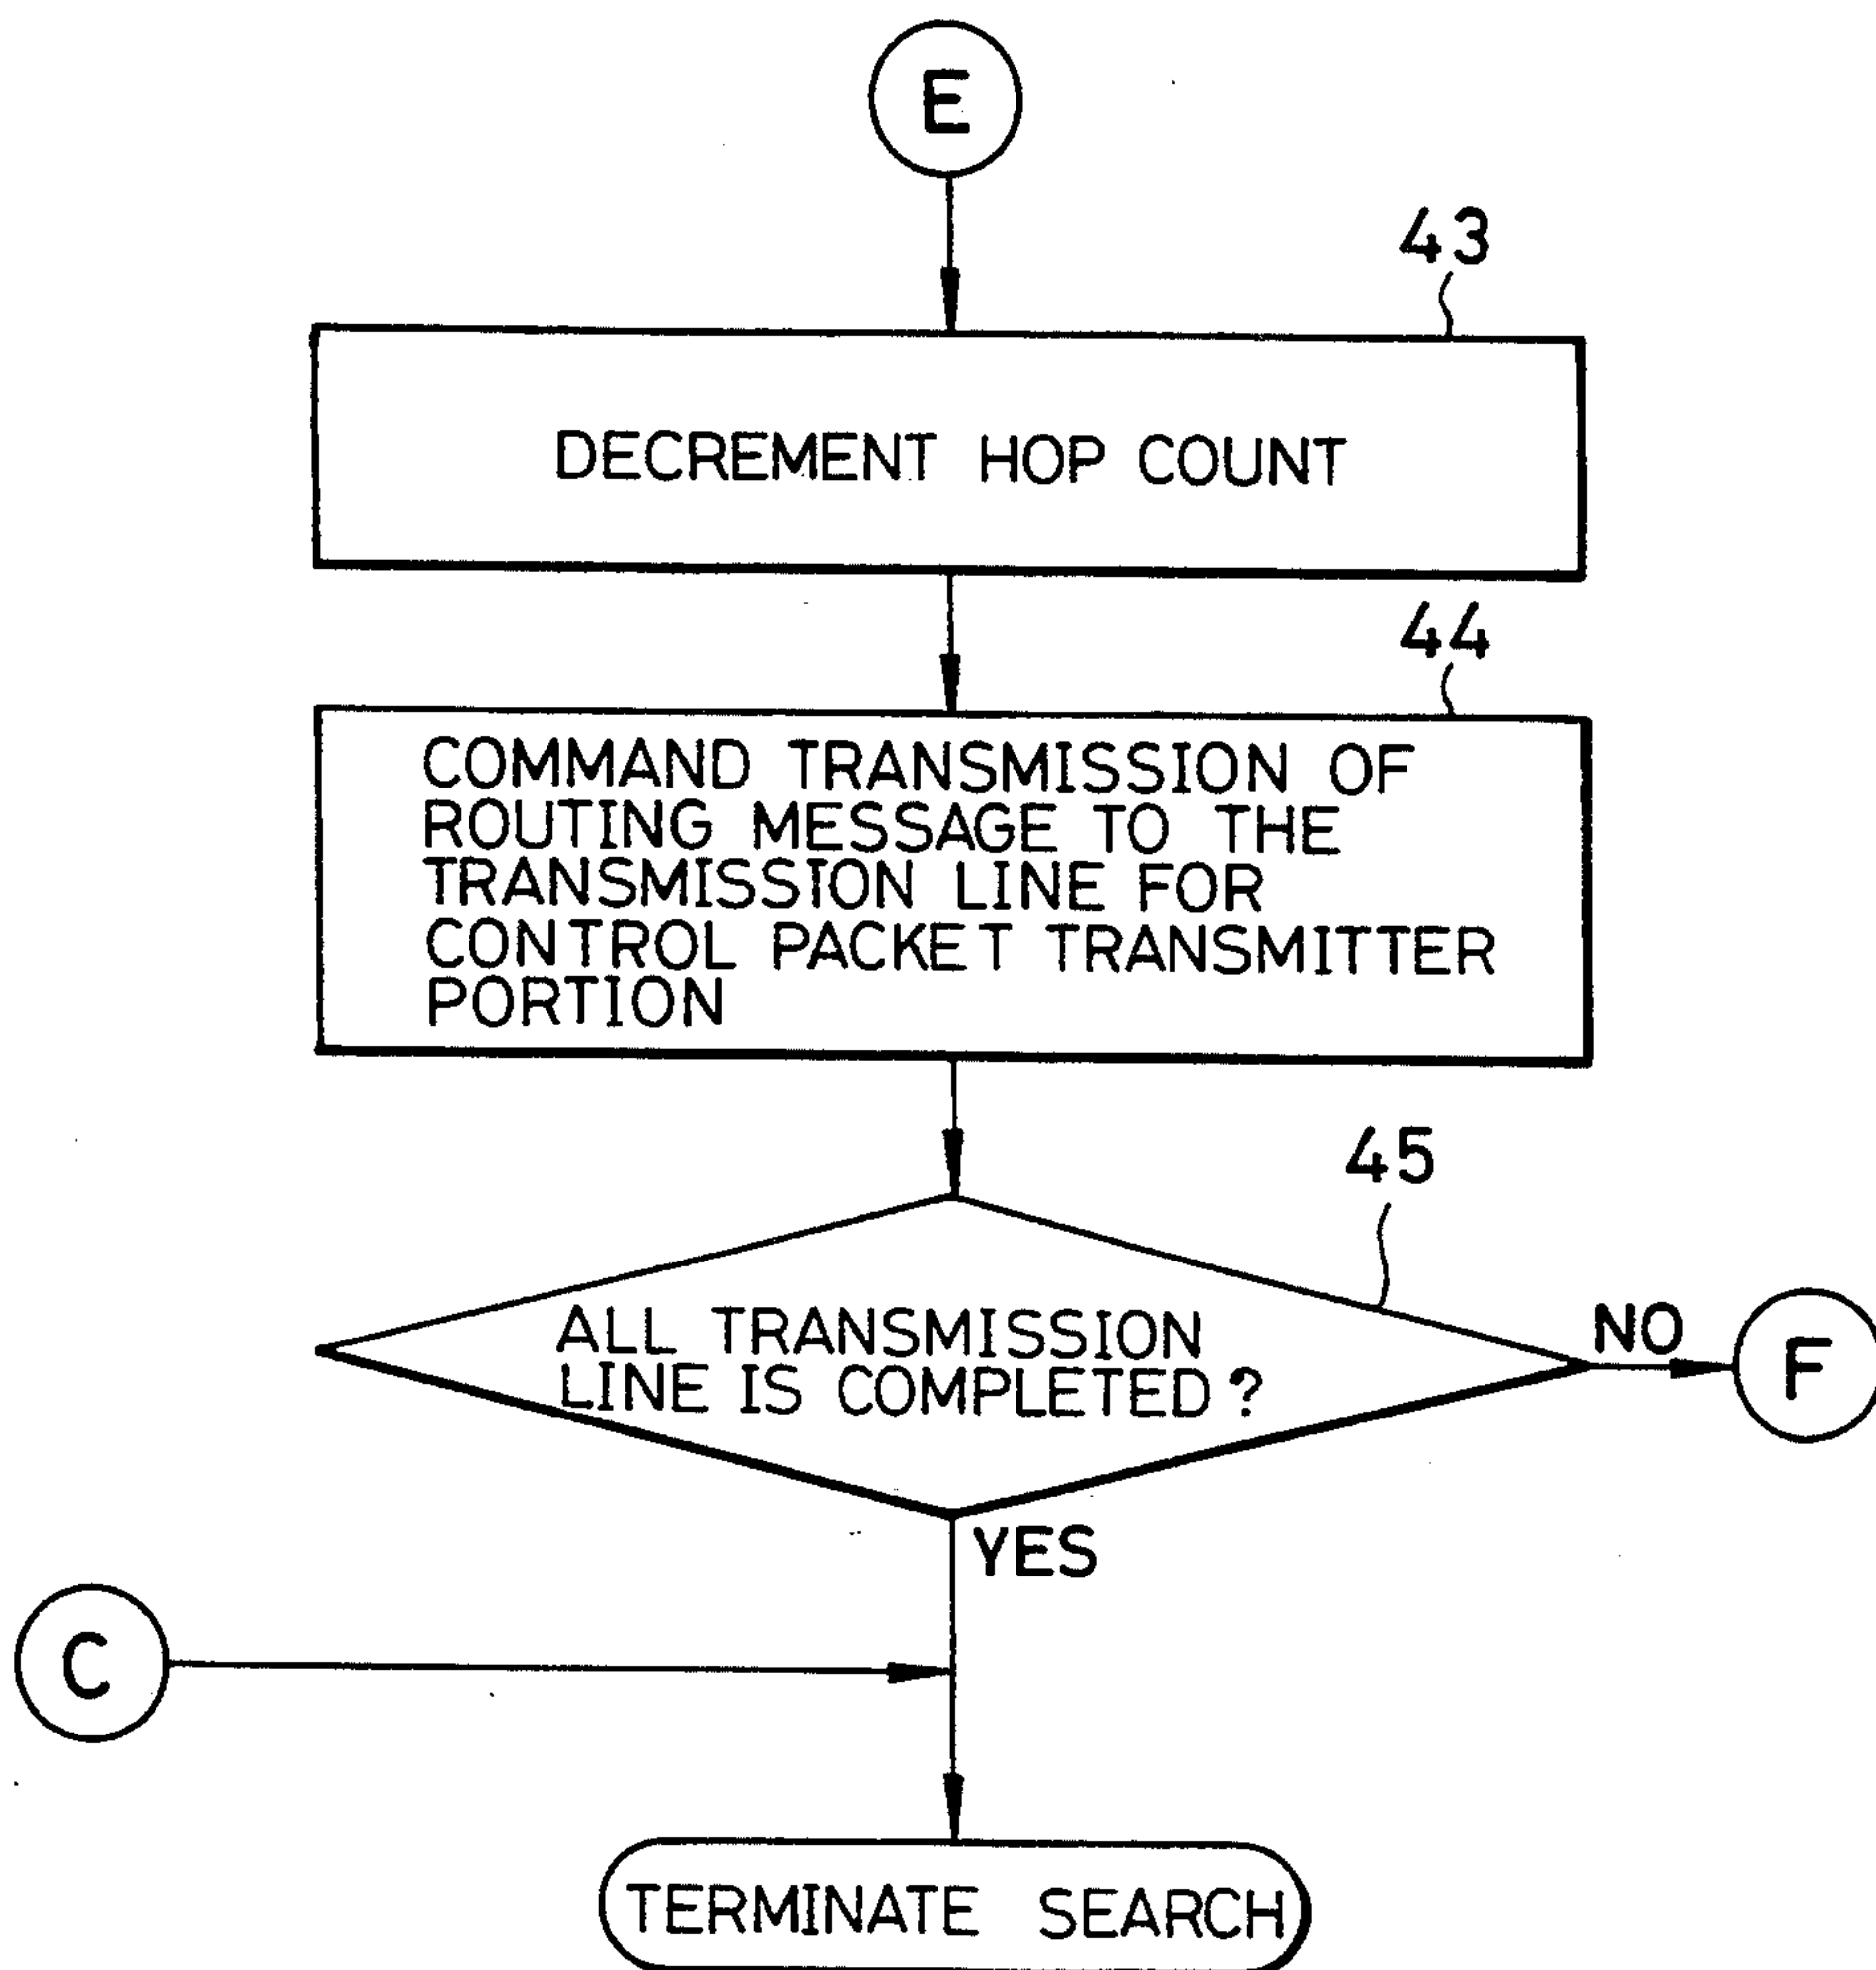 E
43
DECREMENT HOP COUNT
44
COMMAND TRANSMISSION OF
ROUTING MESSAGE TO THE
TRANSMISSION LINE FOR
CONTROL PACKET TRANSMITTER
PORTION
45
ALL TRANSMISSION
LINE IS COMPLETED?
NO
F
YES
C
TERMINATE SEARCH